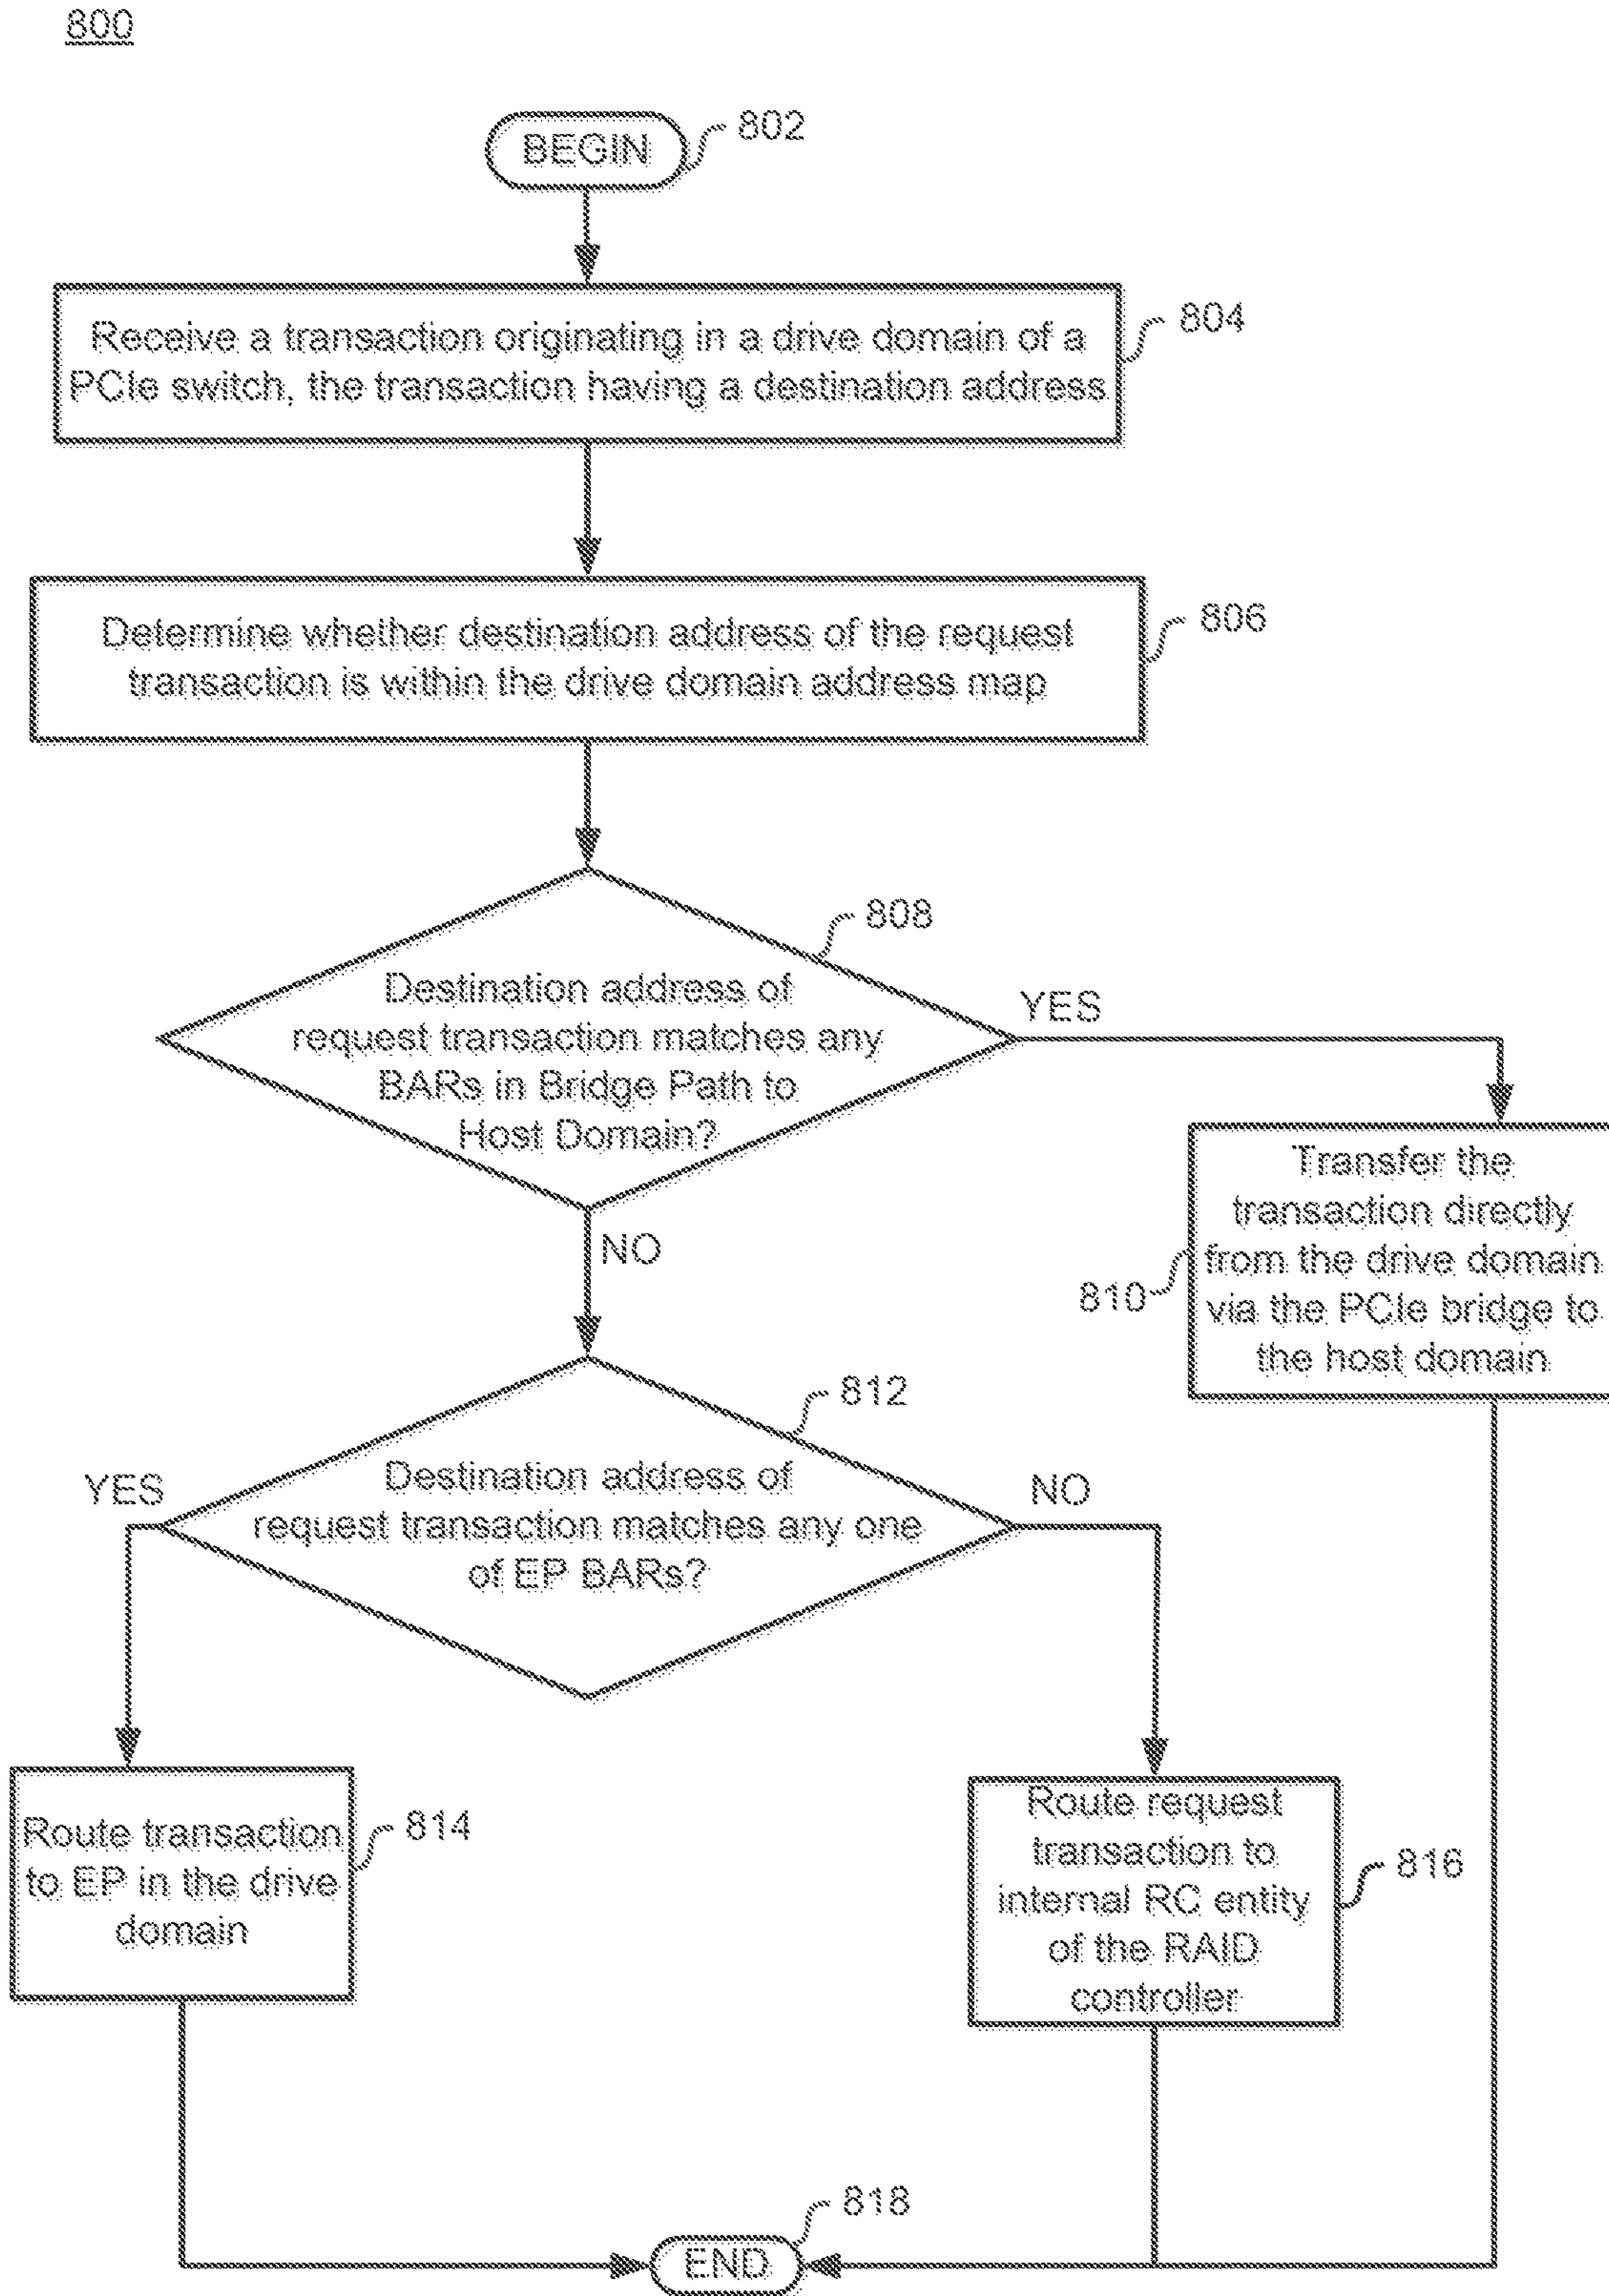 800
BEGIN
802
Receive a transaction originating in a drive domain of a
PCIe switch, the transaction having a destination address
804
Determine whether destination address of the request
transaction is within the drive domain address map
806
808
Destination address of
request transaction matches any
BARs in Bridge Path to
Host Domain?
YES
NO
Transfer the
transaction directly
from the drive domain
via the PCIe bridge to
the host domain
810
812
Destination address of
request transaction matches any one
of EP BARs?
YES
NO
Route transaction
to EP in the drive
domain
814
Route request
transaction to
internal RC entity
of the RAID
controller
816
818
END